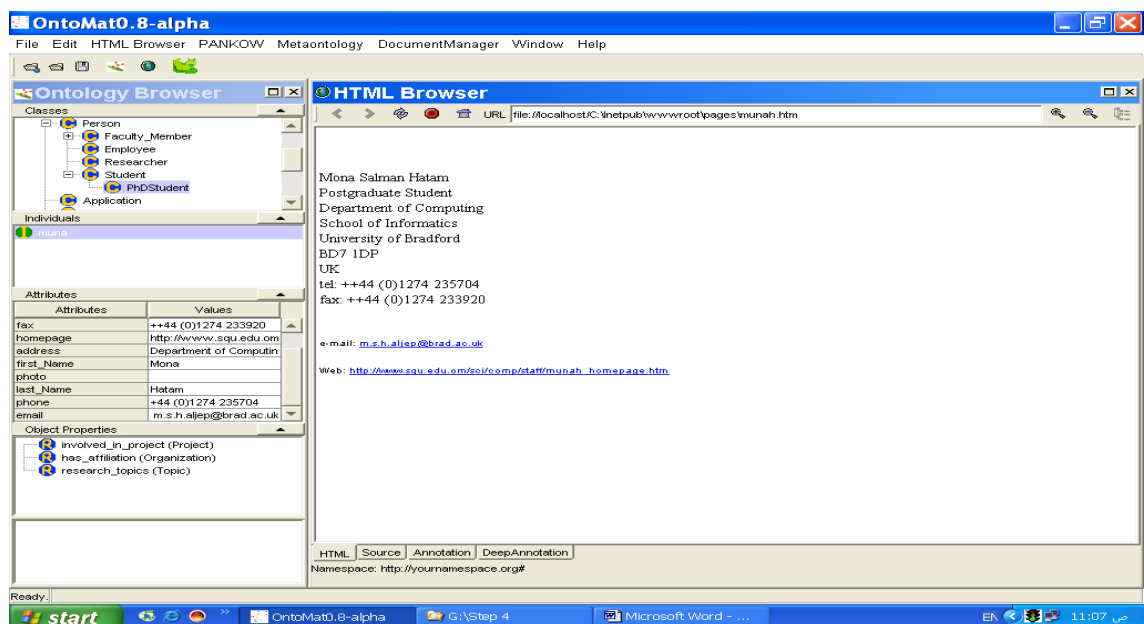 OntoMat0.8-alpha
File Edit HTML Browser PANKOW Metaontology DocumentManager Window Help
Ontology Browser
Classes
Person
Faculty_Member
Employee
Researcher
Student
PhDStudent
Application
Individuals
muna
Attributes
Attributes Values
fax ++44 (0)1274 233920
homepage http://www.squ.edu.om
address Department of Computin
first_Name Mona
photo
last_Name Hatam
phone +44 (0)1274 235704
email m.s.h.aljep@brad.ac.uk
Object Properties
involved_in_project (Project)
has_affiliation (Organization)
research_topics (Topic)
HTML Browser
URL file://localhost/C:\Inetpub\wwwroot\pages\munah.htm
Mona Salman Hatam
Postgraduate Student
Department of Computing
School of Informatics
University of Bradford
BD7 1DP
UK
tel: ++44 (0)1274 235704
fax: ++44 (0)1274 233920
e-mail: m.s.h.aljep@brad.ac.uk
Web: http://www.squ.edu.om/sci/comp/staff/munah_homepage.htm
HTML Source Annotation DeepAnnotation
Namespace: http://yournamespace.org#
Ready.
start OntoMat0.8-alpha G:\Step 4 Microsoft Word - ... EN 11:07 ص